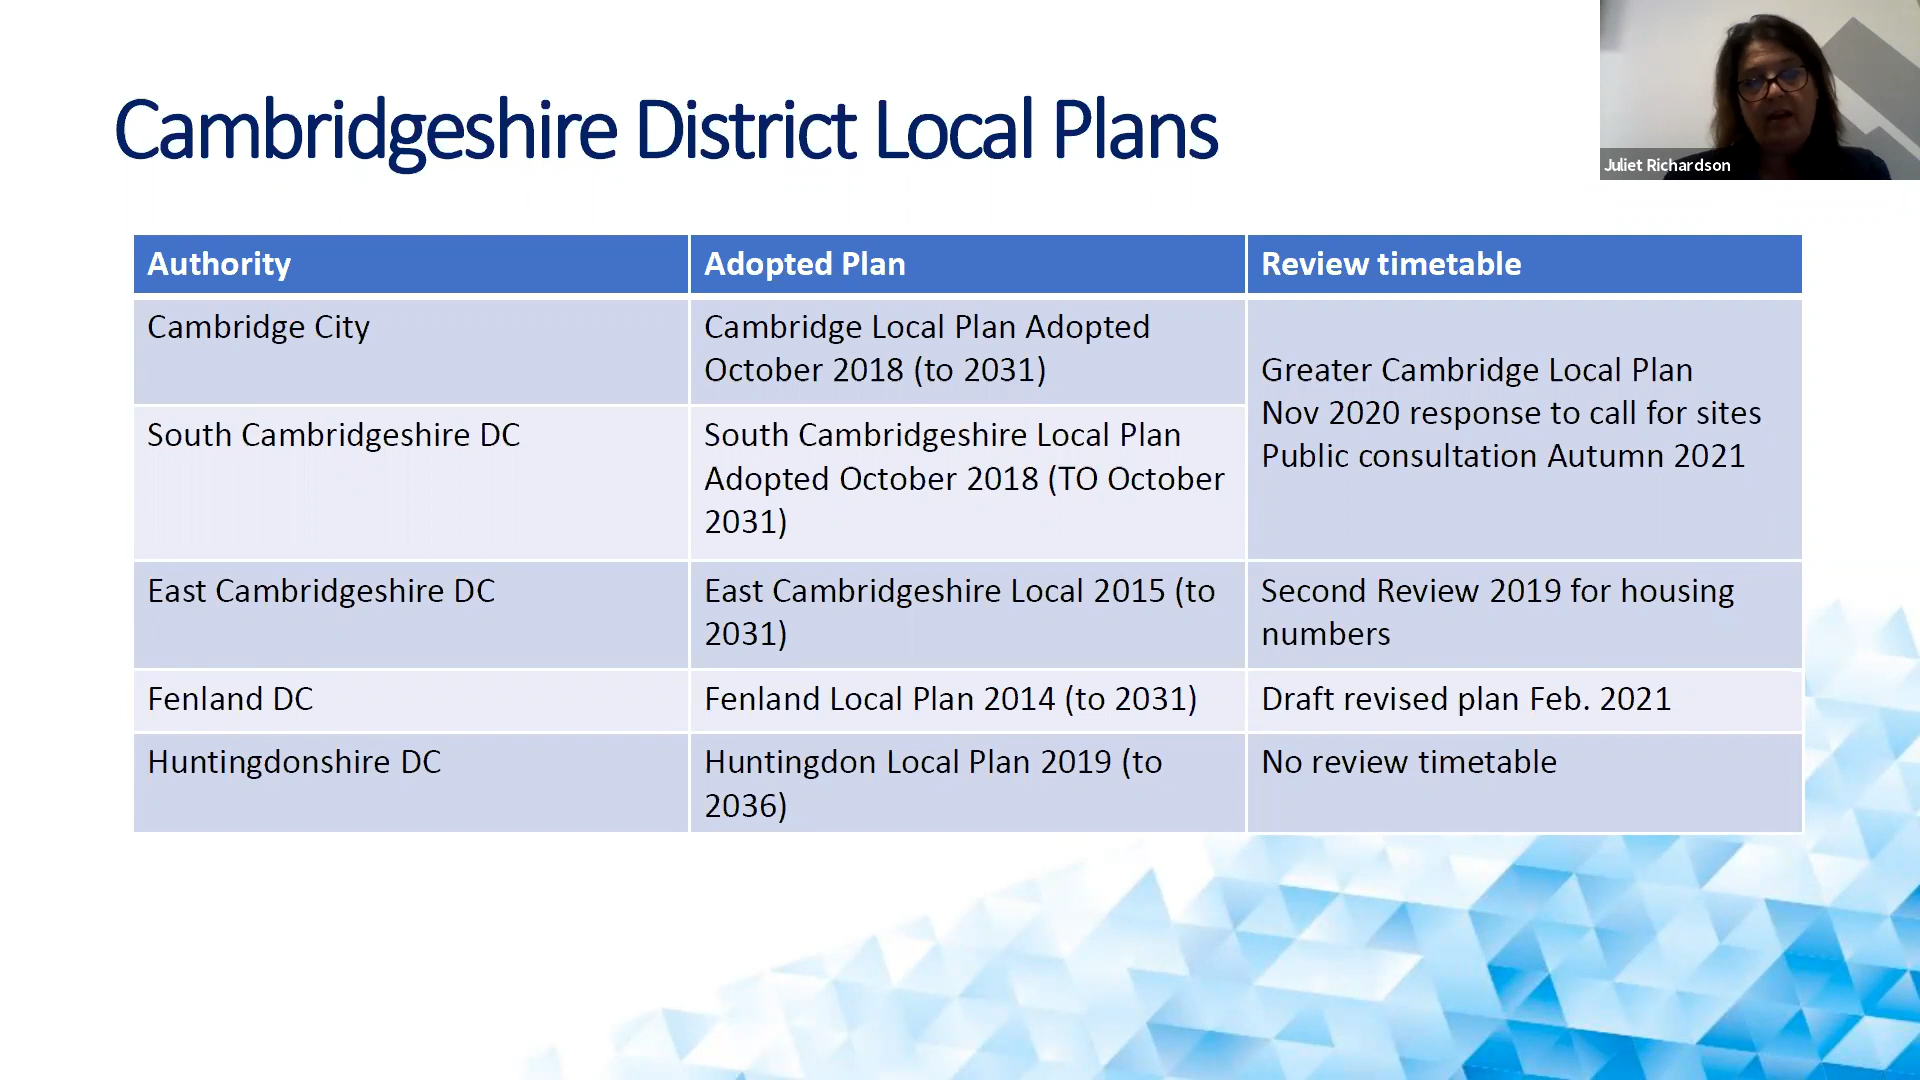 Cambridgeshire District Local Plans
Juliet Richardson
Authority
Adopted Plan
Review timetable
Cambridge City
Cambridge Local Plan Adopted
October 2018 (to 2031)
Greater Cambridge Local Plan
Nov 2020 response to call for sites
Public consultation Autumn 2021
South Cambridgeshire DC
South Cambridgeshire Local Plan
Adopted October 2018 (TO October
2031)
East Cambridgeshire DC
East Cambridgeshire Local 2015 (to
2031)
Second Review 2019 for housing
numbers
Fenland DC
Fenland Local Plan 2014 (to 2031)
Draft revised plan Feb. 2021
Huntingdonshire DC
Huntingdon Local Plan 2019 (to
2036)
No review timetable